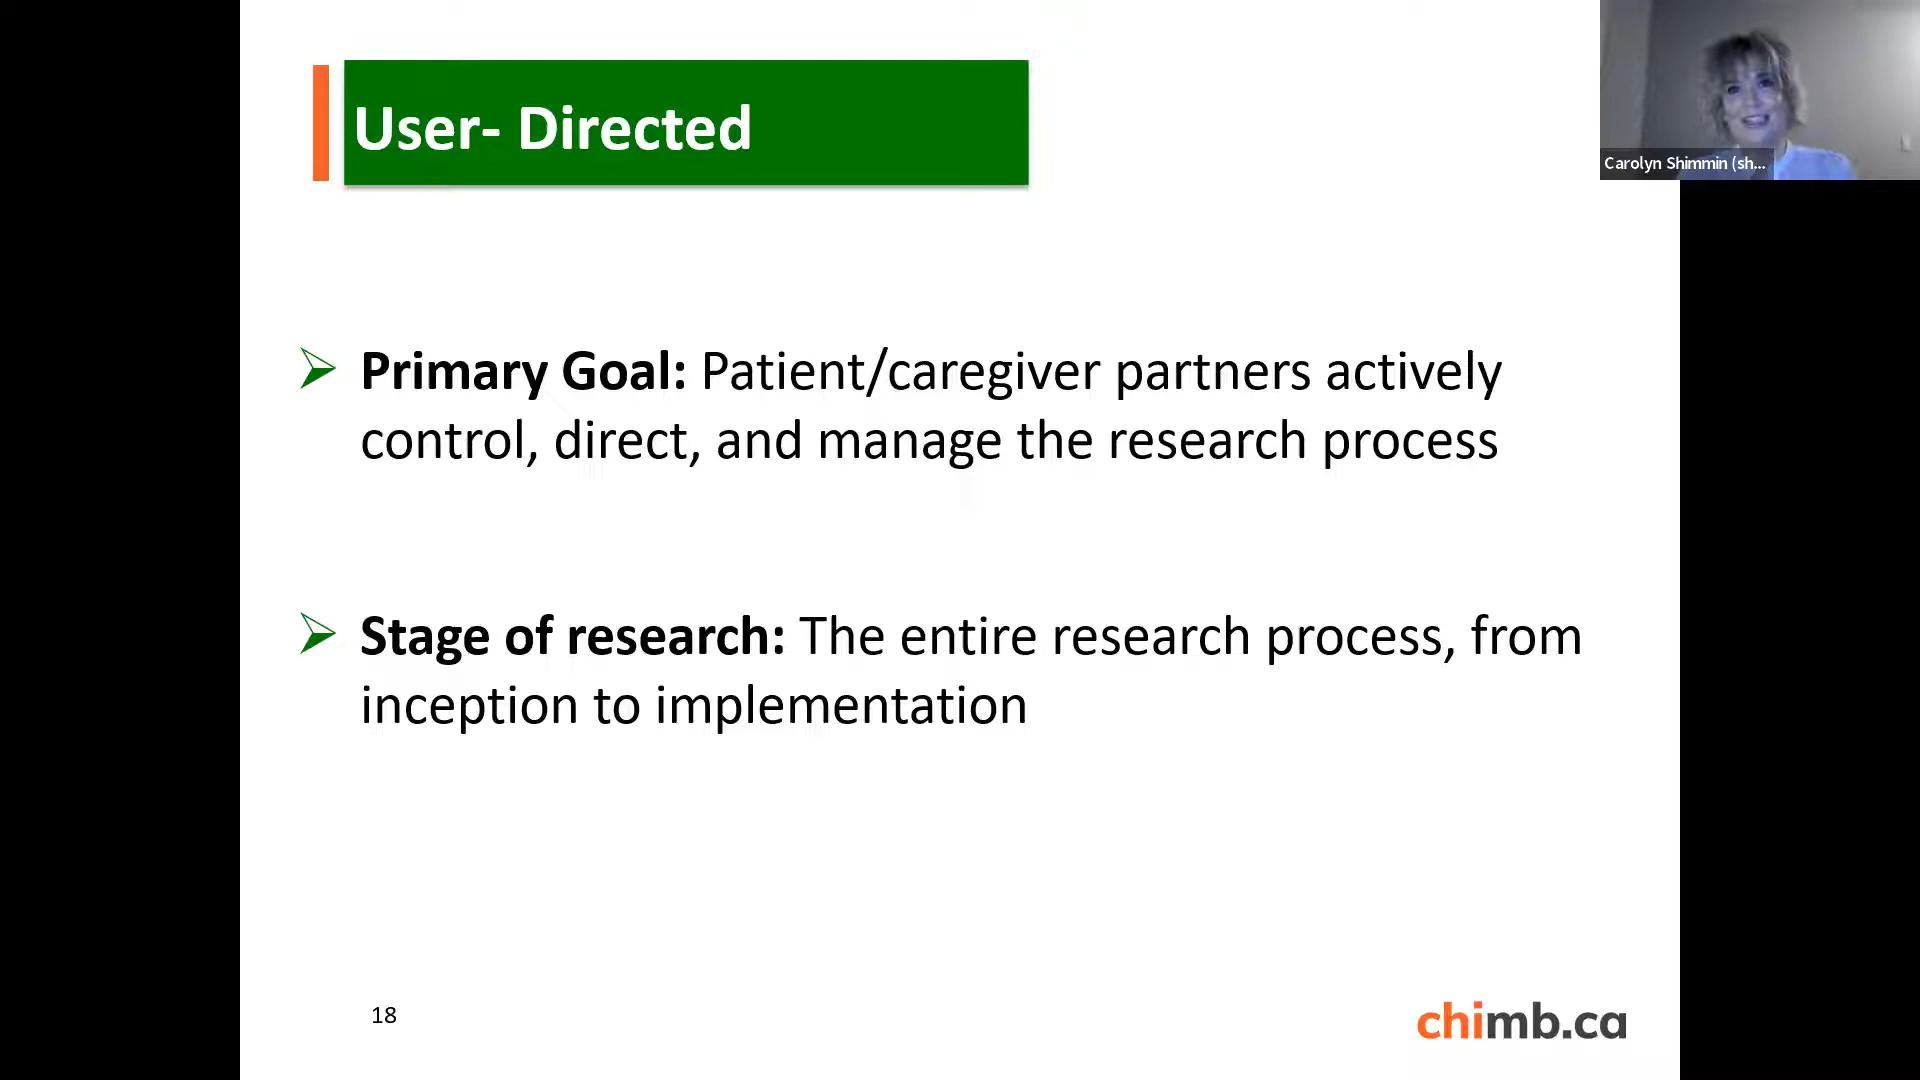 User- Directed
Carolyn Shimmin (sh...
Primary Goal: Patient/caregiver partners actively
control, direct, and manage the research process
Stage of research: The entire research process, from
inception to implementation
18
chimb.ca